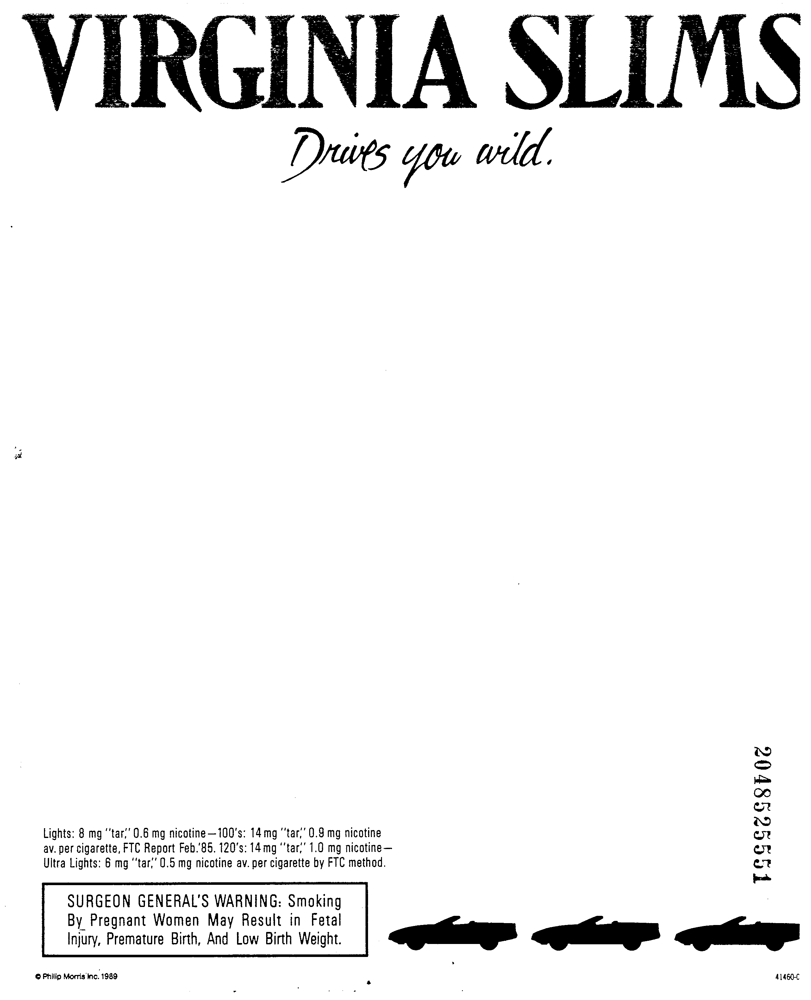 VIRGINIA SLIMS
Drives you wild.
2048525551
Lights: 8 mg "tar," 0.6 mg nicotine—100's: 14 mg "tar," 0.9 mg nicotine
av. per cigarette, FTC Report Feb.'85. 120's: 14 mg "tar," 1.0 mg nicotine—
Ultra Lights: 6 mg "tar," 0.5 mg nicotine av. per cigarette by FTC method.
SURGEON GENERAL'S WARNING: Smoking
By Pregnant Women May Result in Fetal
Injury, Premature Birth, And Low Birth Weight.
© Philip Morris Inc. 1989
41460-C